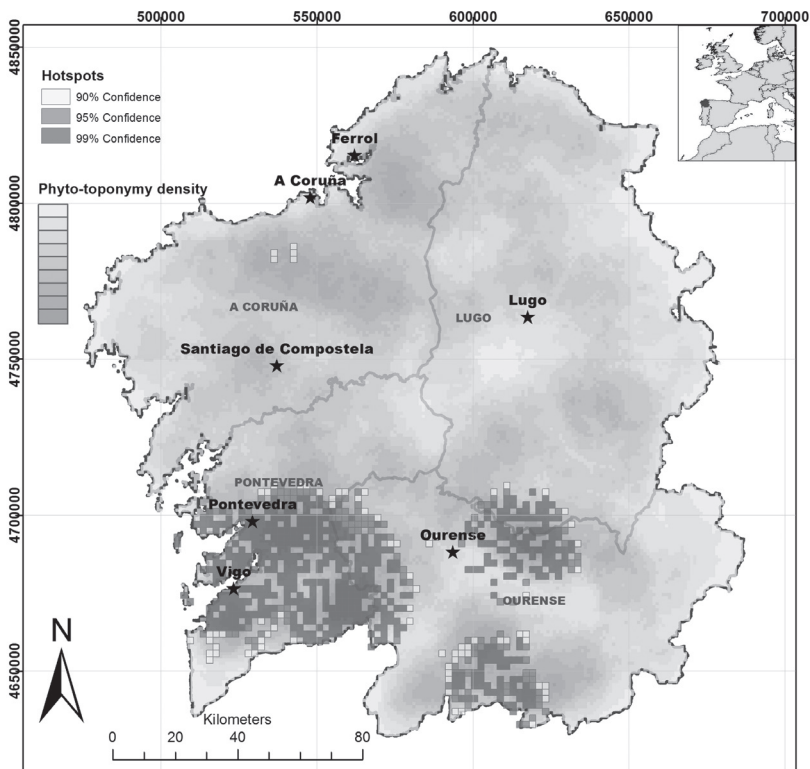 500000 550000 600000 650000 700000
4850000
4800000
4750000
4700000
4650000
Hotspots
90% Confidence
95% Confidence
99% Confidence
Phyto-toponymy density
Ferrol
A Coruña
A CORUÑA
LUGO
Lugo
Santiago de Compostela
PONTEVEDRA
Pontevedra
Ourense
Vigo
OURENSE
N
Kilometers
0 20 40 80